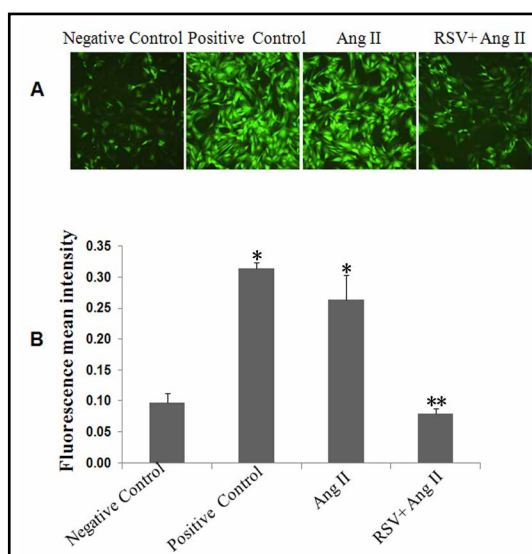 Negative Control Positive Control Ang II RSV+ Ang II
A
B
Fluorescence mean intensity
0.35
0.30
0.25
0.20
0.15
0.10
0.05
0.00
*
*
**
Negative Control
Positive Control
Ang II
RSV+ Ang II